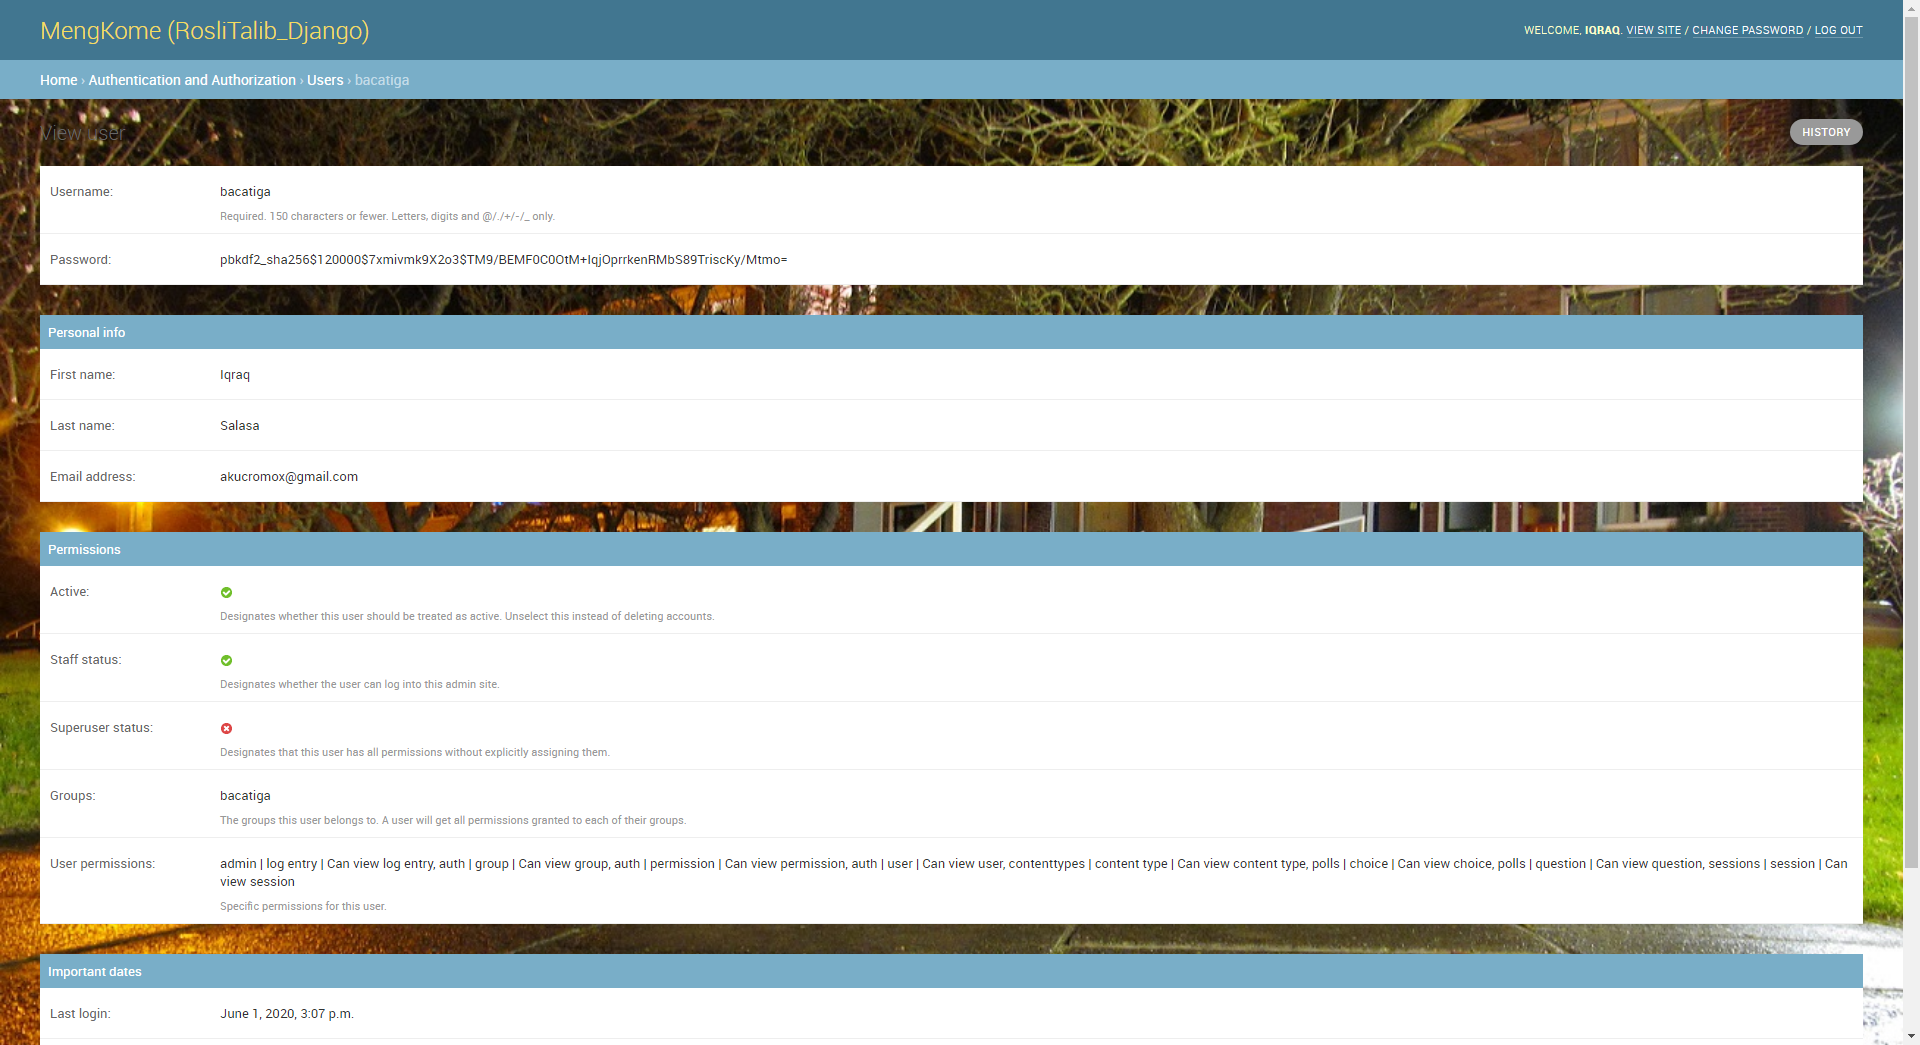 MengKome (RosliTalib_Django)
WELCOME, IQRAQ. VIEW SITE / CHANGE PASSWORD / LOG OUT
Home › Authentication and Authorization › Users › bacatiga
View user
HISTORY
Username: bacatiga
Required. 150 characters or fewer. Letters, digits and @/./+/-/_ only.
Password: pbkdf2_sha256$120000$7xmivmk9X2o3$TM9/BEMF0C0OtM+IqjOprrkenRMbS89TriscKy/Mtmo=
Personal info
First name: Iqraq
Last name: Salasa
Email address: akucromox@gmail.com
Permissions
Active:
Designates whether this user should be treated as active. Unselect this instead of deleting accounts.
Staff status:
Designates whether the user can log into this admin site.
Superuser status:
Designates that this user has all permissions without explicitly assigning them.
Groups: bacatiga
The groups this user belongs to. A user will get all permissions granted to each of their groups.
User permissions: admin | log entry | Can view log entry, auth | group | Can view group, auth | permission | Can view permission, auth | user | Can view user, contenttypes | content type | Can view content type, polls | choice | Can view choice, polls | question | Can view question, sessions | session | Can
view session
Specific permissions for this user.
Important dates
Last login: June 1, 2020, 3:07 p.m.